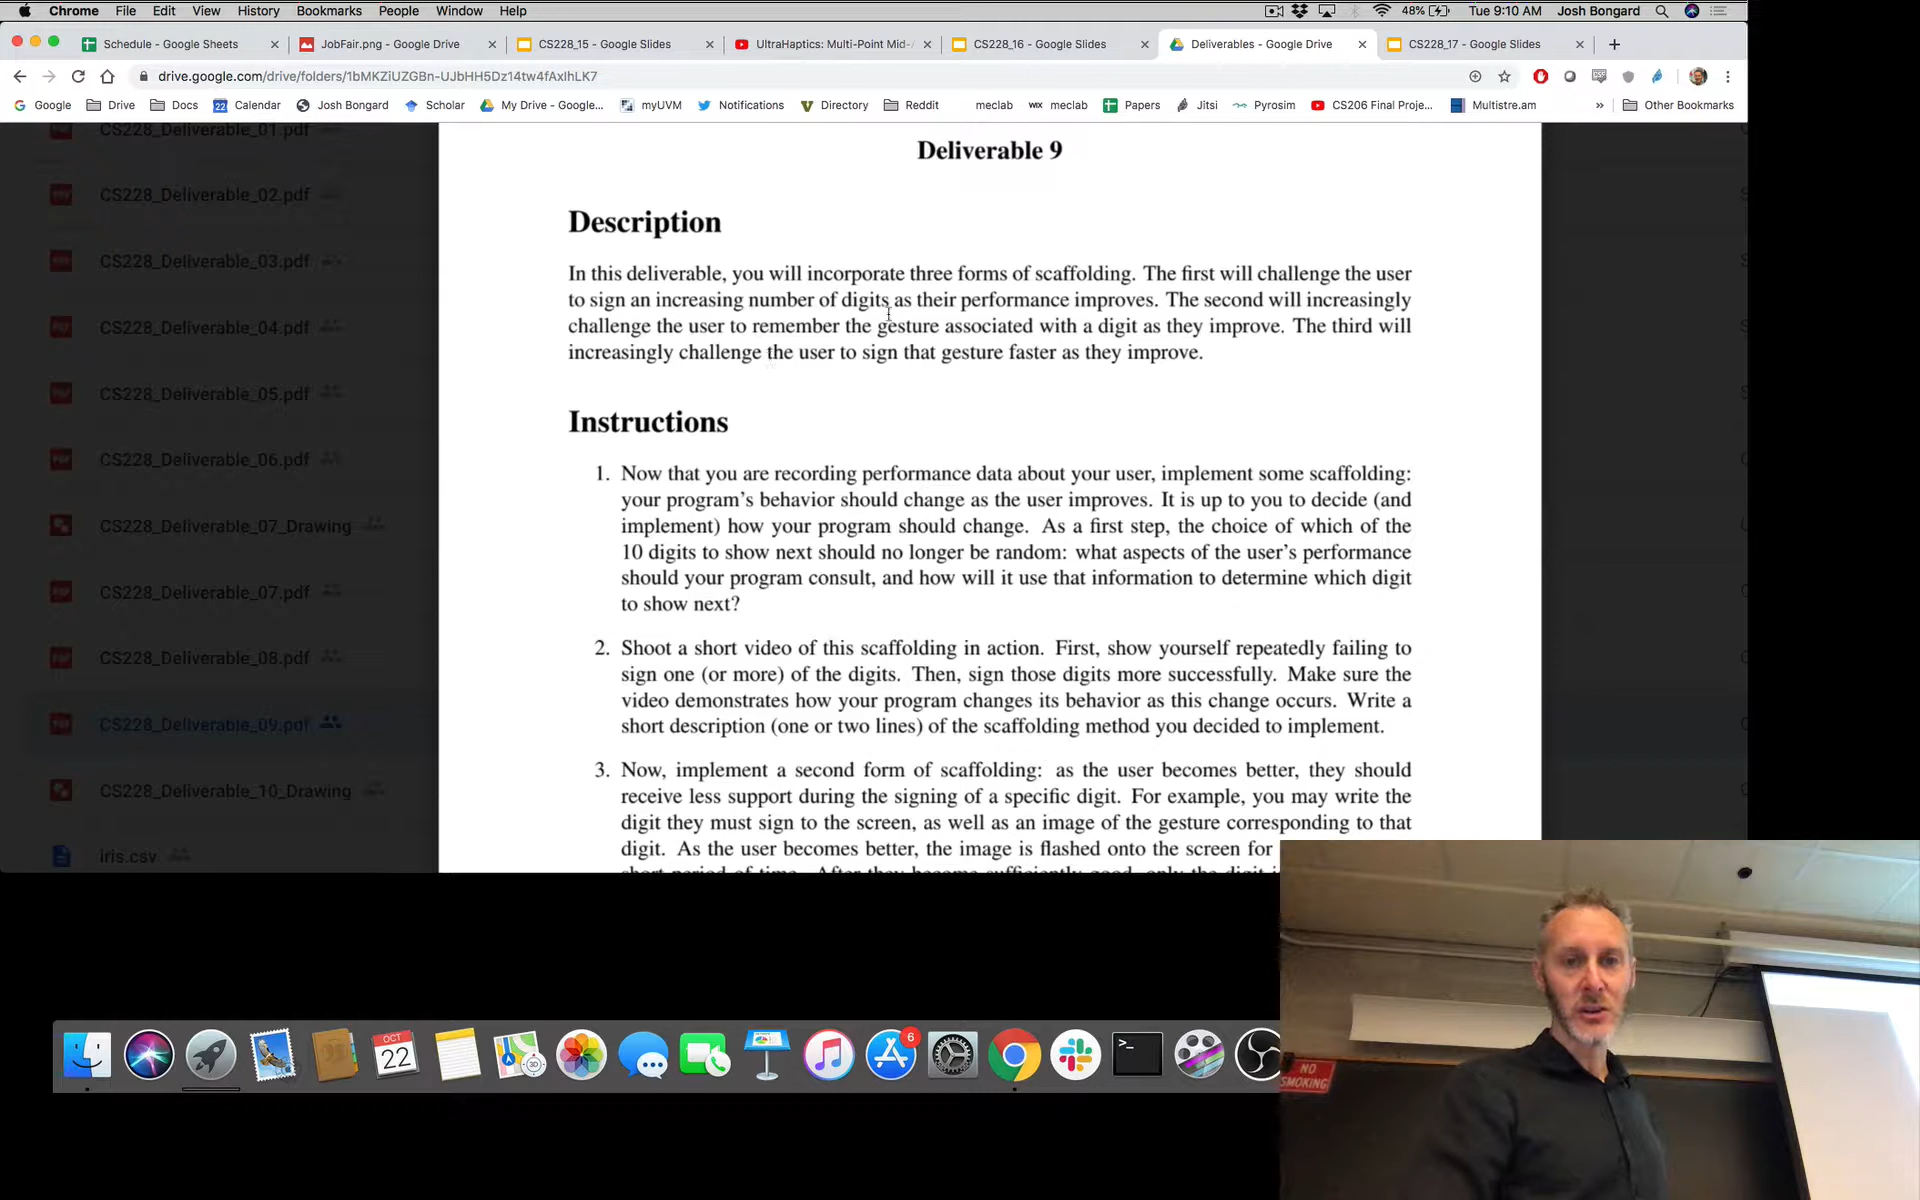 Chrome File Edit View History Bookmarks People Window Help 48% Tue 9:10 AM Josh Bongard
Schedule - Google Sheets JobFair.png - Google Drive CS228_15 - Google Slides UltraHaptics: Multi-Point Mid- CS228_16 - Google Slides Deliverables - Google Drive CS228_17 - Google Slides
drive.google.com/drive/folders/1bMKZiUZGBn-UJbHH5Dz14tw4fAxIhLK7
Google Drive Docs 22 Calendar Josh Bongard Scholar My Drive - Google... myUVM Notifications Directory Reddit meclab WIX meclab Papers Jitsi Pyrosim CS206 Final Proje... Multistre.am » Other Bookmarks
CS228_Deliverable_01.pdf
CS228_Deliverable_02.pdf
CS228_Deliverable_03.pdf
CS228_Deliverable_04.pdf
CS228_Deliverable_05.pdf
CS228_Deliverable_06.pdf
CS228_Deliverable_07_Drawing
CS228_Deliverable_07.pdf
CS228_Deliverable_08.pdf
CS228_Deliverable_09.pdf
CS228_Deliverable_10_Drawing
iris.csv
Deliverable 9
Description
In this deliverable, you will incorporate three forms of scaffolding. The first will challenge the user
to sign an increasing number of digits as their performance improves. The second will increasingly
challenge the user to remember the gesture associated with a digit as they improve. The third will
increasingly challenge the user to sign that gesture faster as they improve.
Instructions
1. Now that you are recording performance data about your user, implement some scaffolding:
your program's behavior should change as the user improves. It is up to you to decide (and
implement) how your program should change. As a first step, the choice of which of the
10 digits to show next should no longer be random: what aspects of the user's performance
should your program consult, and how will it use that information to determine which digit
to show next?
2. Shoot a short video of this scaffolding in action. First, show yourself repeatedly failing to
sign one (or more) of the digits. Then, sign those digits more successfully. Make sure the
video demonstrates how your program changes its behavior as this change occurs. Write a
short description (one or two lines) of the scaffolding method you decided to implement.
3. Now, implement a second form of scaffolding: as the user becomes better, they should
receive less support during the signing of a specific digit. For example, you may write the
digit they must sign to the screen, as well as an image of the gesture corresponding to that
digit. As the user becomes better, the image is flashed onto the screen for
short period of time. After they become sufficiently good, only the digit
OCT
22
3D
6
NO
SMOKING